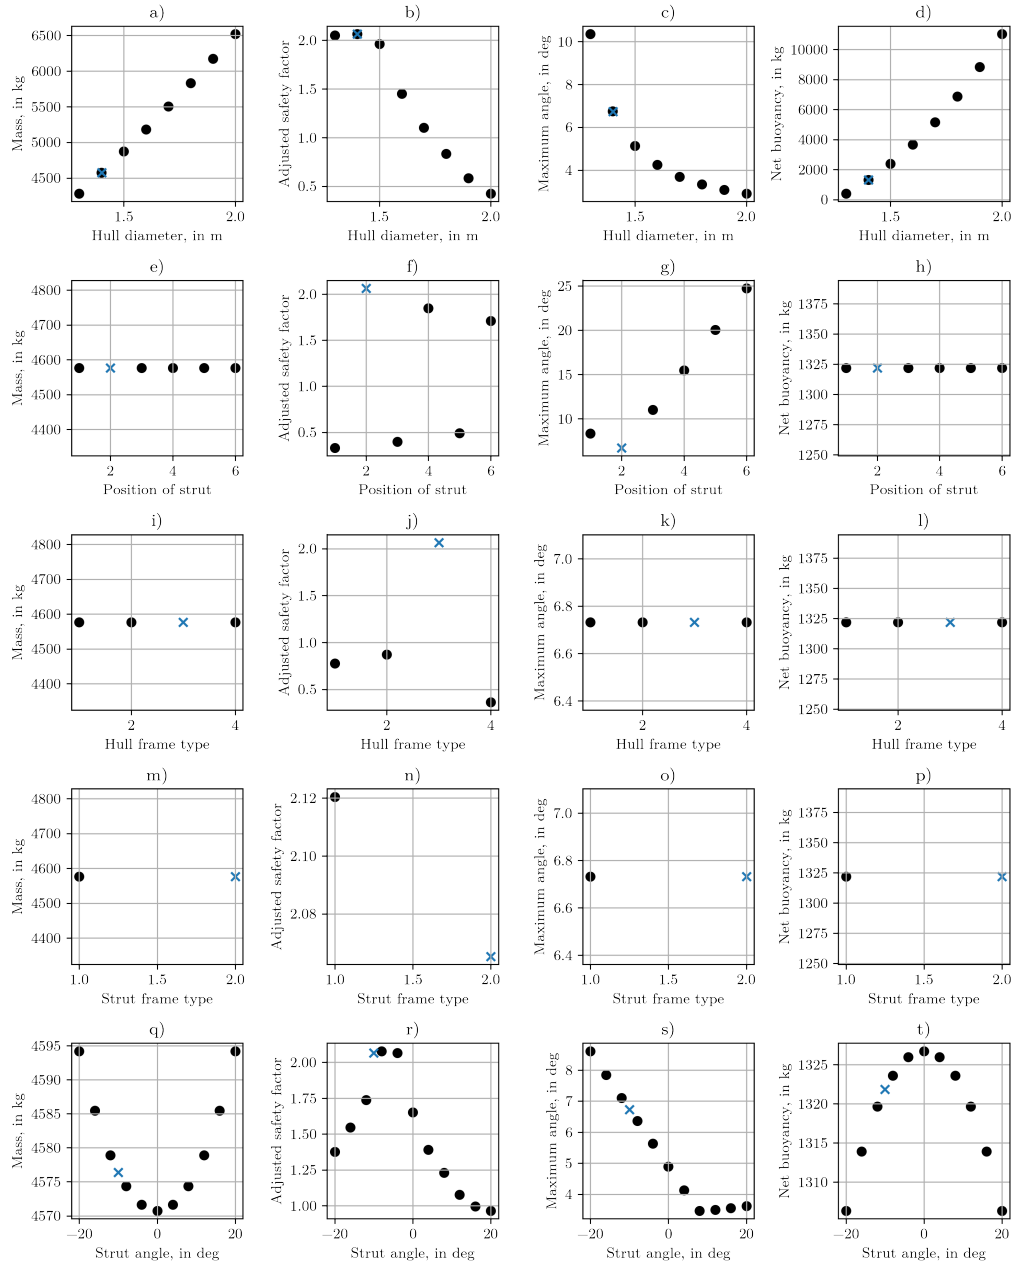 a) b) c) d)
6500 6000 5500 5000 4500
Mass, in kg
1.5 2.0
Hull diameter, in m
2.0 1.5 1.0 0.5
Adjusted safety factor
1.5 2.0
Hull diameter, in m
10 8 6 4
Maximum angle, in deg
1.5 2.0
Hull diameter, in m
10000 8000 6000 4000 2000 0
Net buoyancy, in kg
1.5 2.0
Hull diameter, in m
e) f) g) h)
4800 4700 4600 4500 4400
Mass, in kg
2 4 6
Position of strut
2.0 1.5 1.0 0.5
Adjusted safety factor
2 4 6
Position of strut
25 20 15 10
Maximum angle, in deg
2 4 6
Position of strut
1375 1350 1325 1300 1275 1250
Net buoyancy, in kg
2 4 6
Position of strut
i) j) k) l)
4800 4700 4600 4500 4400
Mass, in kg
2 4
Hull frame type
2.0 1.5 1.0 0.5
Adjusted safety factor
2 4
Hull frame type
7.0 6.8 6.6 6.4
Maximum angle, in deg
2 4
Hull frame type
1375 1350 1325 1300 1275 1250
Net buoyancy, in kg
2 4
Hull frame type
m) n) o) p)
4800 4700 4600 4500 4400
Mass, in kg
1.0 1.5 2.0
Strut frame type
2.12 2.10 2.08
Adjusted safety factor
1.0 1.5 2.0
Strut frame type
7.0 6.8 6.6 6.4
Maximum angle, in deg
1.0 1.5 2.0
Strut frame type
1375 1350 1325 1300 1275 1250
Net buoyancy, in kg
1.0 1.5 2.0
Strut frame type
q) r) s) t)
4595 4590 4585 4580 4575 4570
Mass, in kg
−20 0 20
Strut angle, in deg
2.00 1.75 1.50 1.25 1.00
Adjusted safety factor
−20 0 20
Strut angle, in deg
8 7 6 5 4
Maximum angle, in deg
−20 0 20
Strut angle, in deg
1325 1320 1315 1310
Net buoyancy, in kg
−20 0 20
Strut angle, in deg